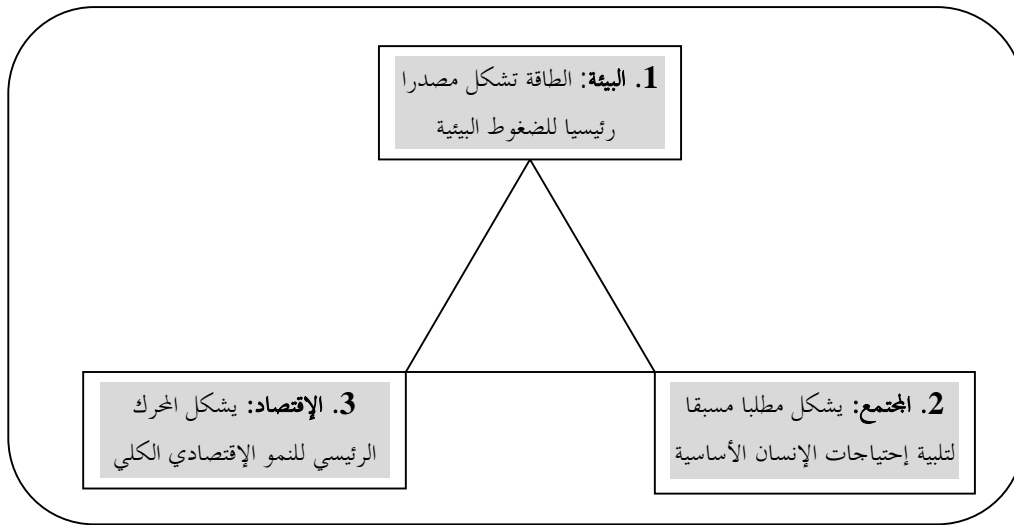 1. البيئة: الطاقة تشكل مصدرا
رئيسيا للضغوط البيئية
2. المجتمع: يشكل مطلبا مسبقا
لتلبية إحتياجات الإنسان الأساسية
3. الإقتصاد: يشكل المحرك
الرئيسي للنمو الإقتصادي الكلي